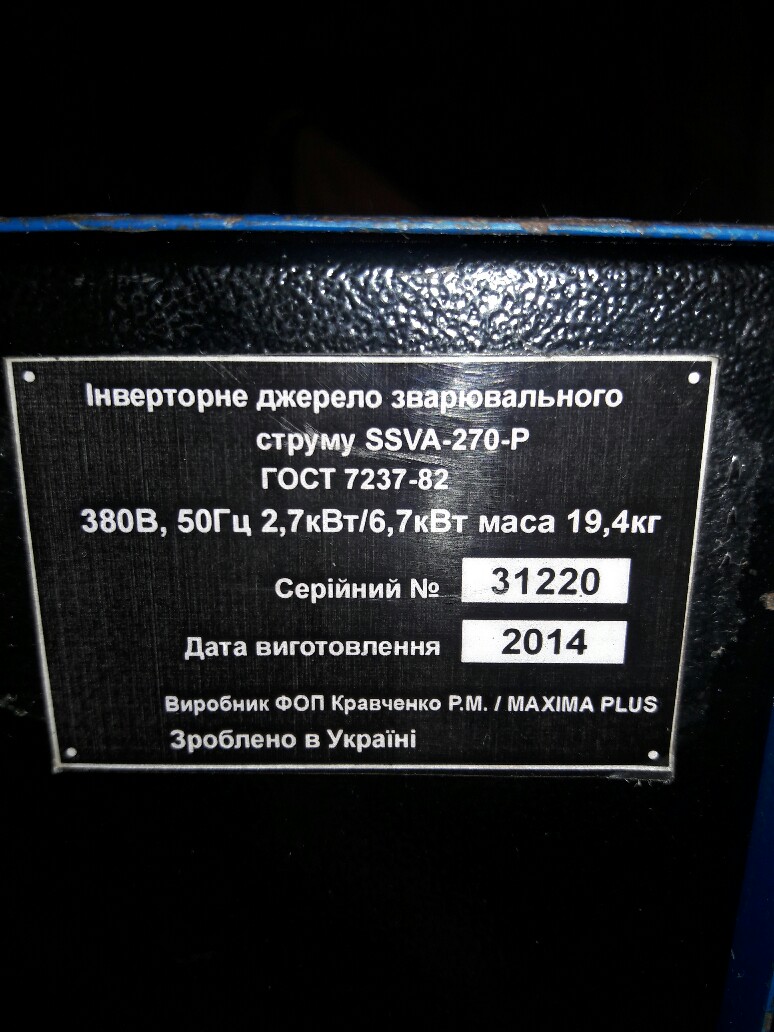 Інверторне джерело зварювального
струму SSVA-270-P
ГОСТ 7237-82
380В, 50Гц 2,7кВт/6,7кВт маса 19,4кг
Серійний № 31220
Дата виготовлення 2014
Виробник ФОП Кравченко Р.М. / MAXIMA PLUS
Зроблено в Україні